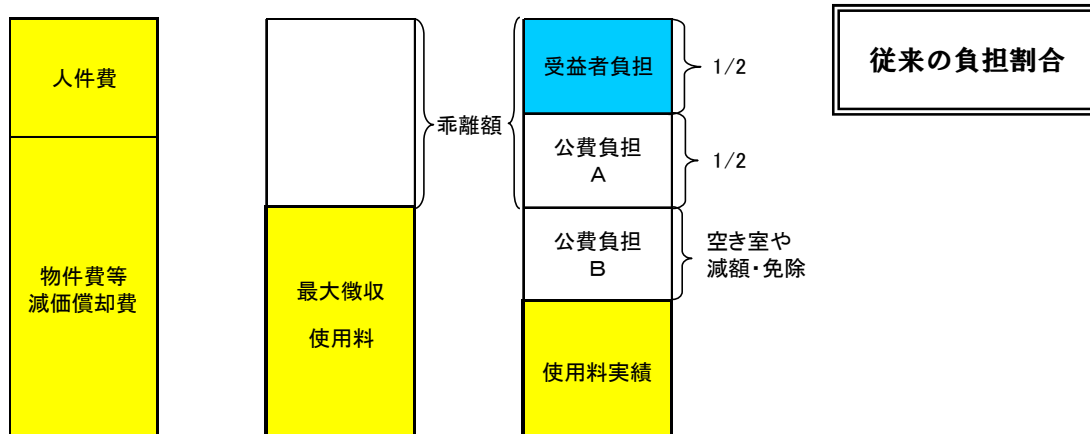 従来の負担割合
人件費
物件費等
減価償却費
最大徴収
使用料
乖離額
受益者負担
1/2
公費負担
A
1/2
公費負担
B
空き室や
減額・免除
使用料実績